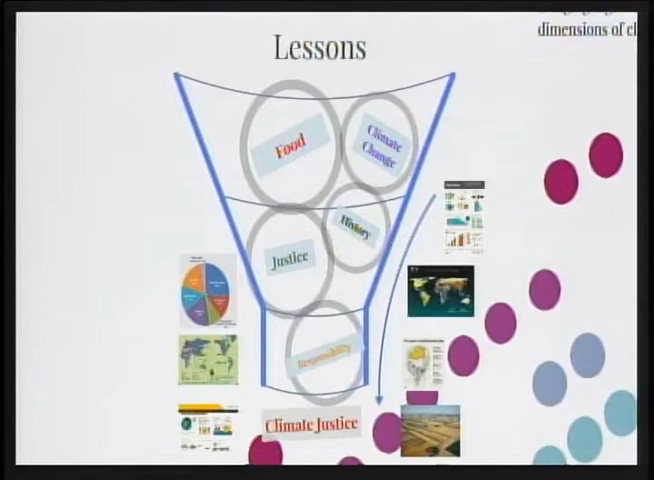 dimensions of cl
Lessons
Food
Climate
Change
History
Justice
Responsibility
Climate Justice